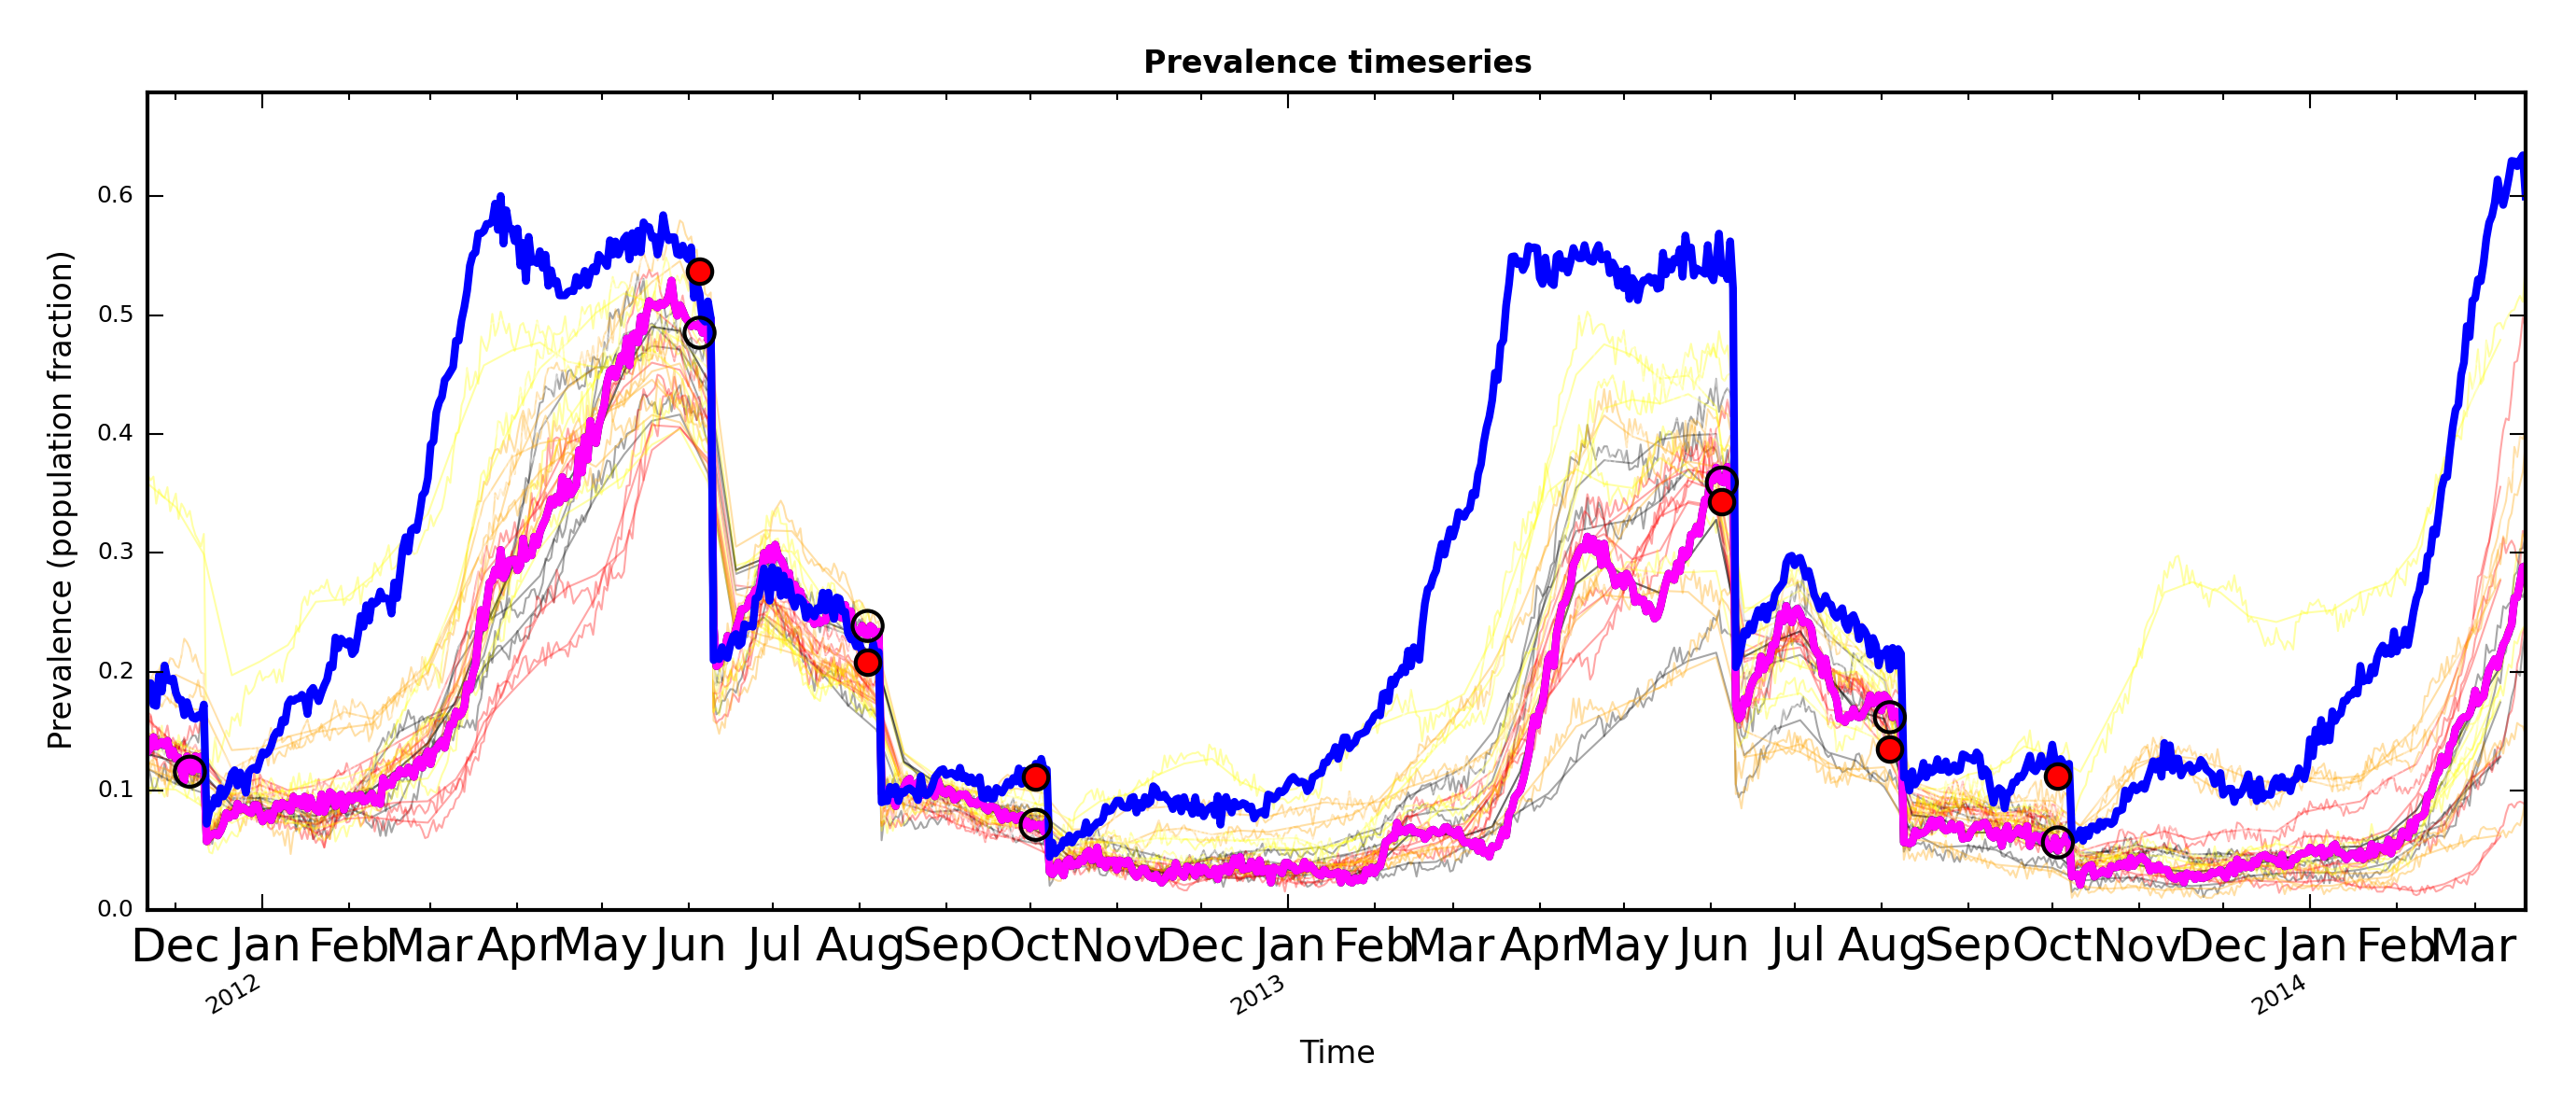 Prevalence timeseries
Prevalence (population fraction)
0.6
0.5
0.4
0.3
0.2
0.1
0.0
Dec Jan Feb Mar Apr May Jun Jul Aug Sep Oct Nov Dec Jan Feb Mar Apr May Jun Jul Aug Sep Oct Nov Dec Jan Feb Mar
2012 2013 2014
Time